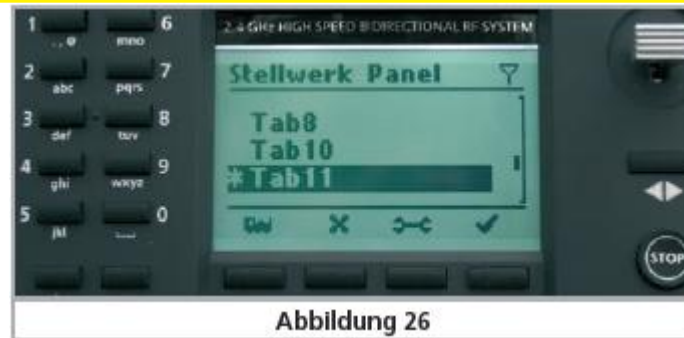 2.4 GHz HIGH SPEED BIDIRECTIONAL RF SYSTEM
1 ., @
6 mno
2 abc
7 pqrs
3 def
8 tuv
4 ghi
9 wxyz
5 jkl
0
Stellwerk Panel
Tab8
Tab10
*Tab11
STOP
Abbildung 26